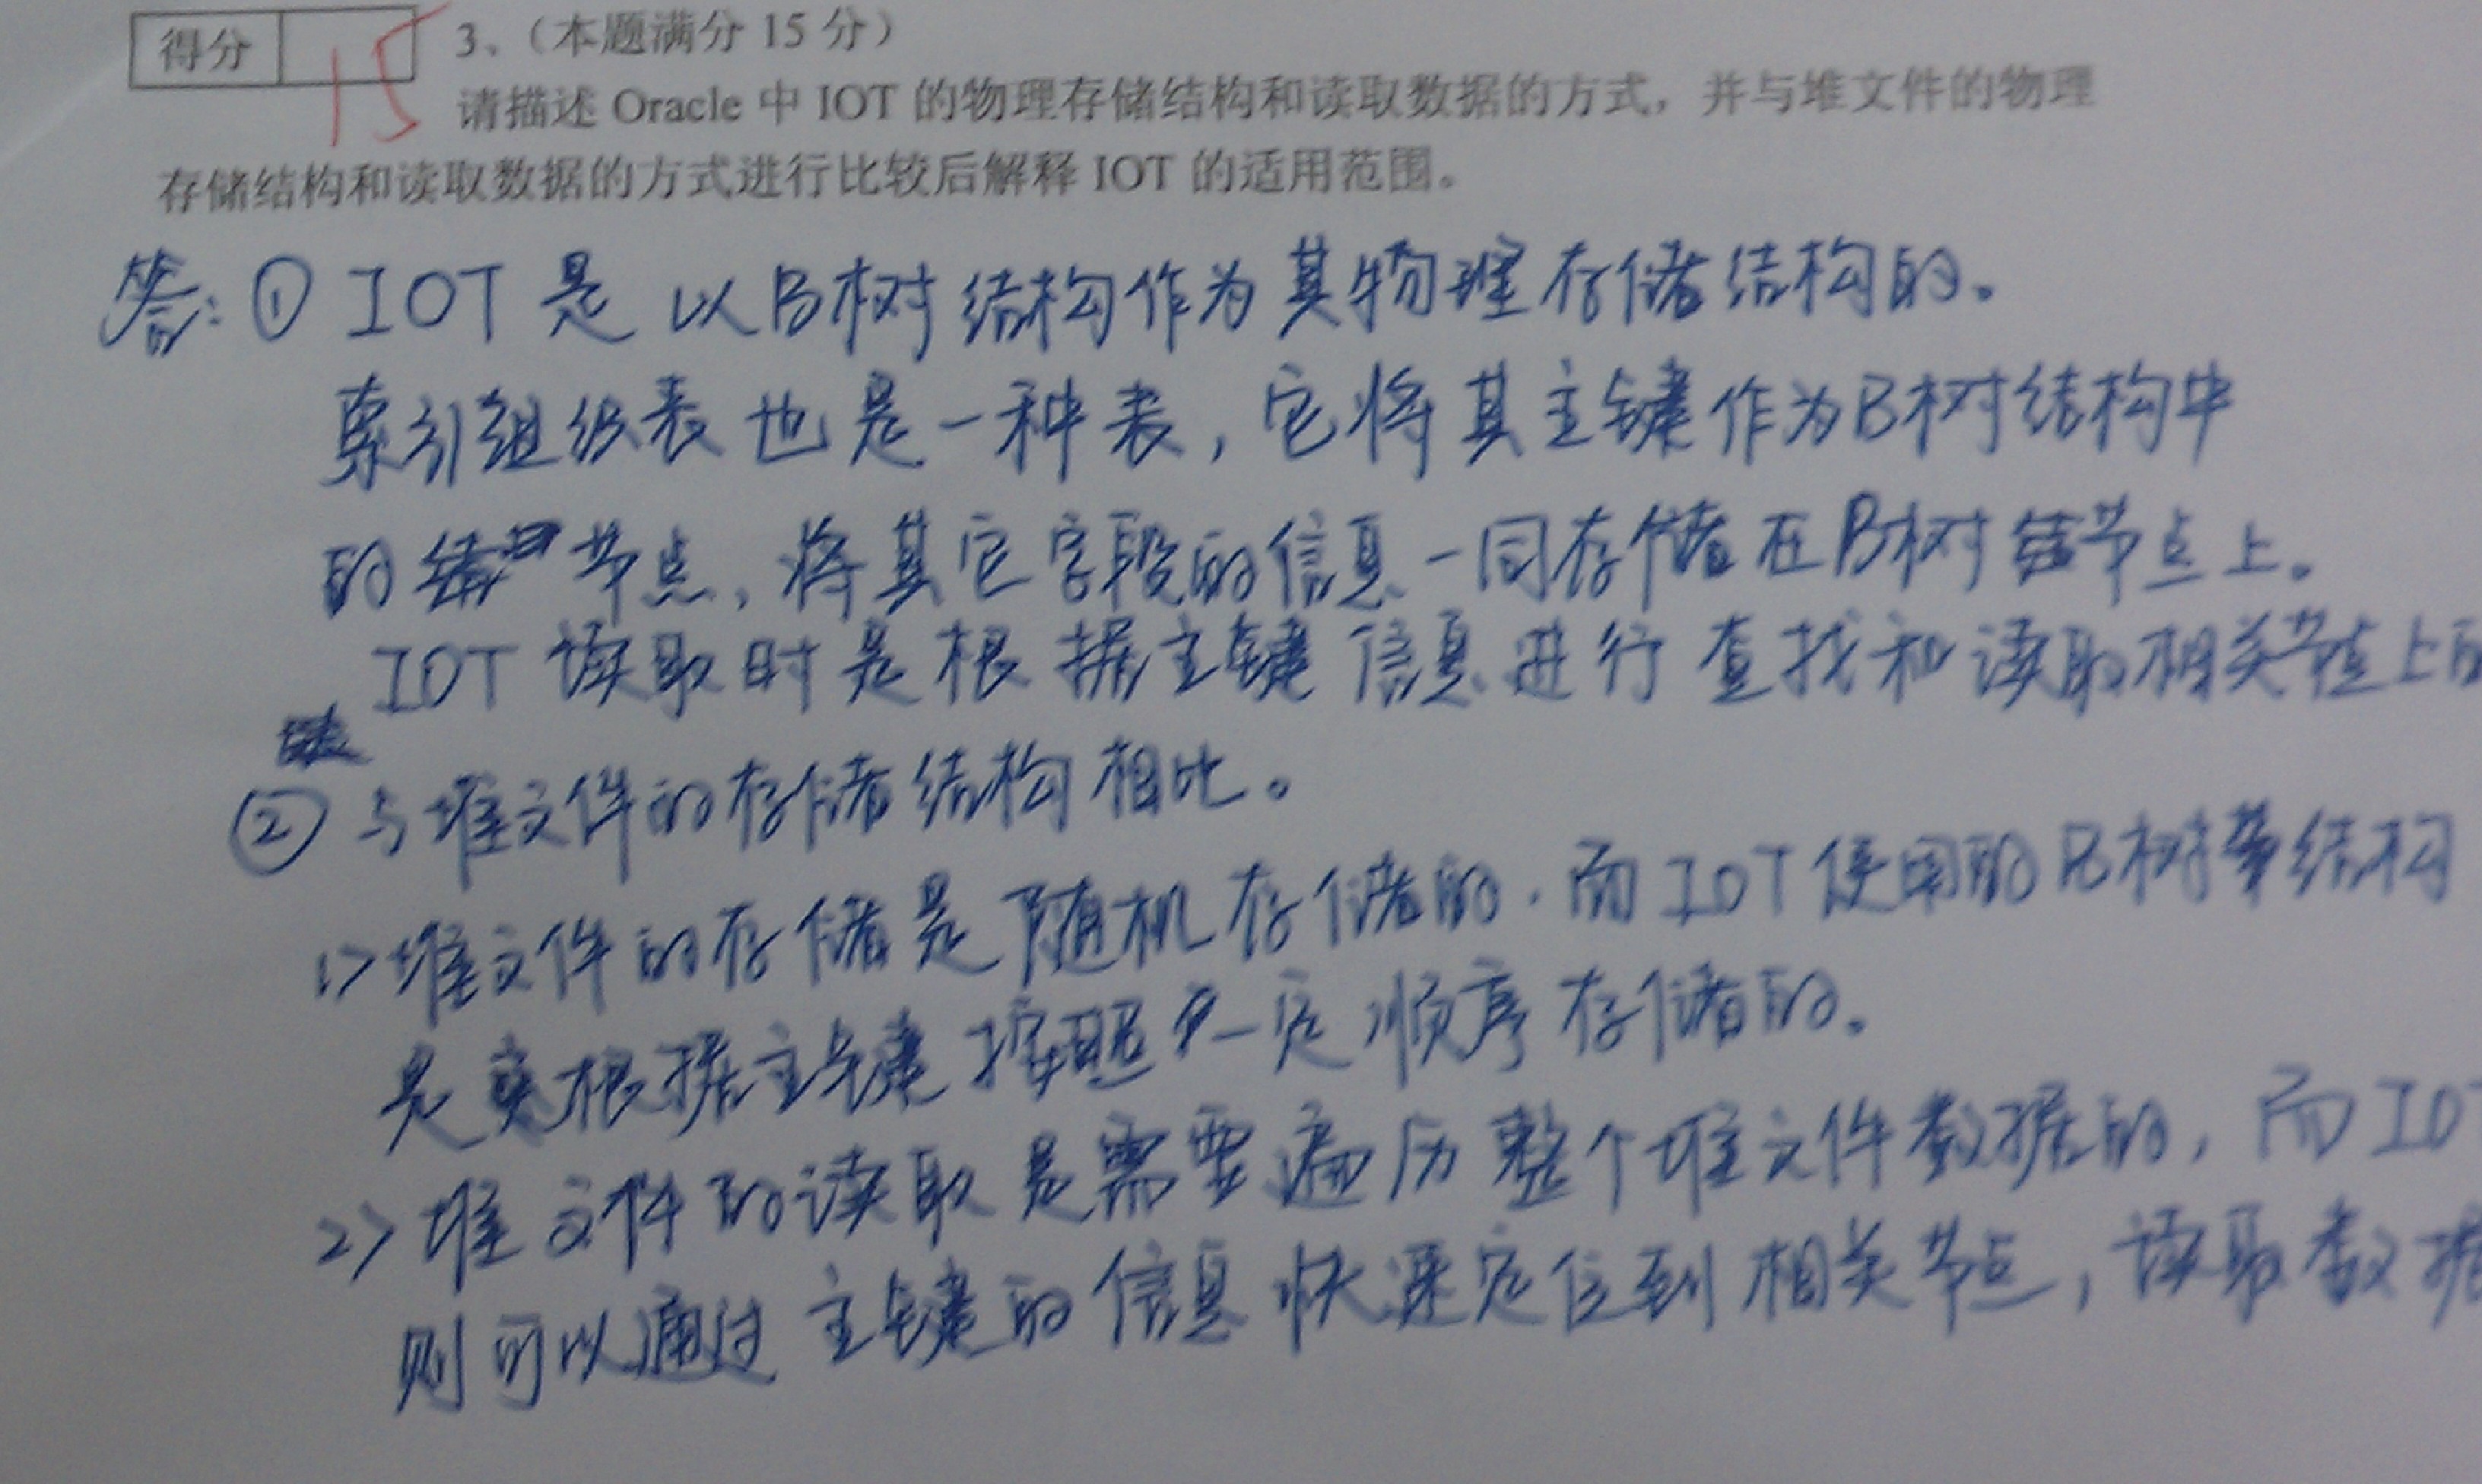 得分 15
3、（本题满分 15 分）
请描述 Oracle 中 IOT 的物理存储结构和读取数据的方式，并与堆文件的物理
存储结构和读取数据的方式进行比较后解释 IOT 的适用范围。
答: ① IOT 是 以B树结构作为其物理存储结构的。
索引组织表也是一种表，它将其主键作为B树结构中
的节点，将其它字段的信息一同存储在B树节点上。
IOT 读取时是根据主键信息进行查找和读取相关节点上的
② 与堆文件的存储结构相比。
1> 堆文件的存储是随机存储的.而IOT使用的B树结构
是根据主键按照一定顺序存储的。
2> 堆文件的读取是需要遍历整个堆文件数据的，而IO
则可以通过主键的信息快速定位到相关节点，读取数据